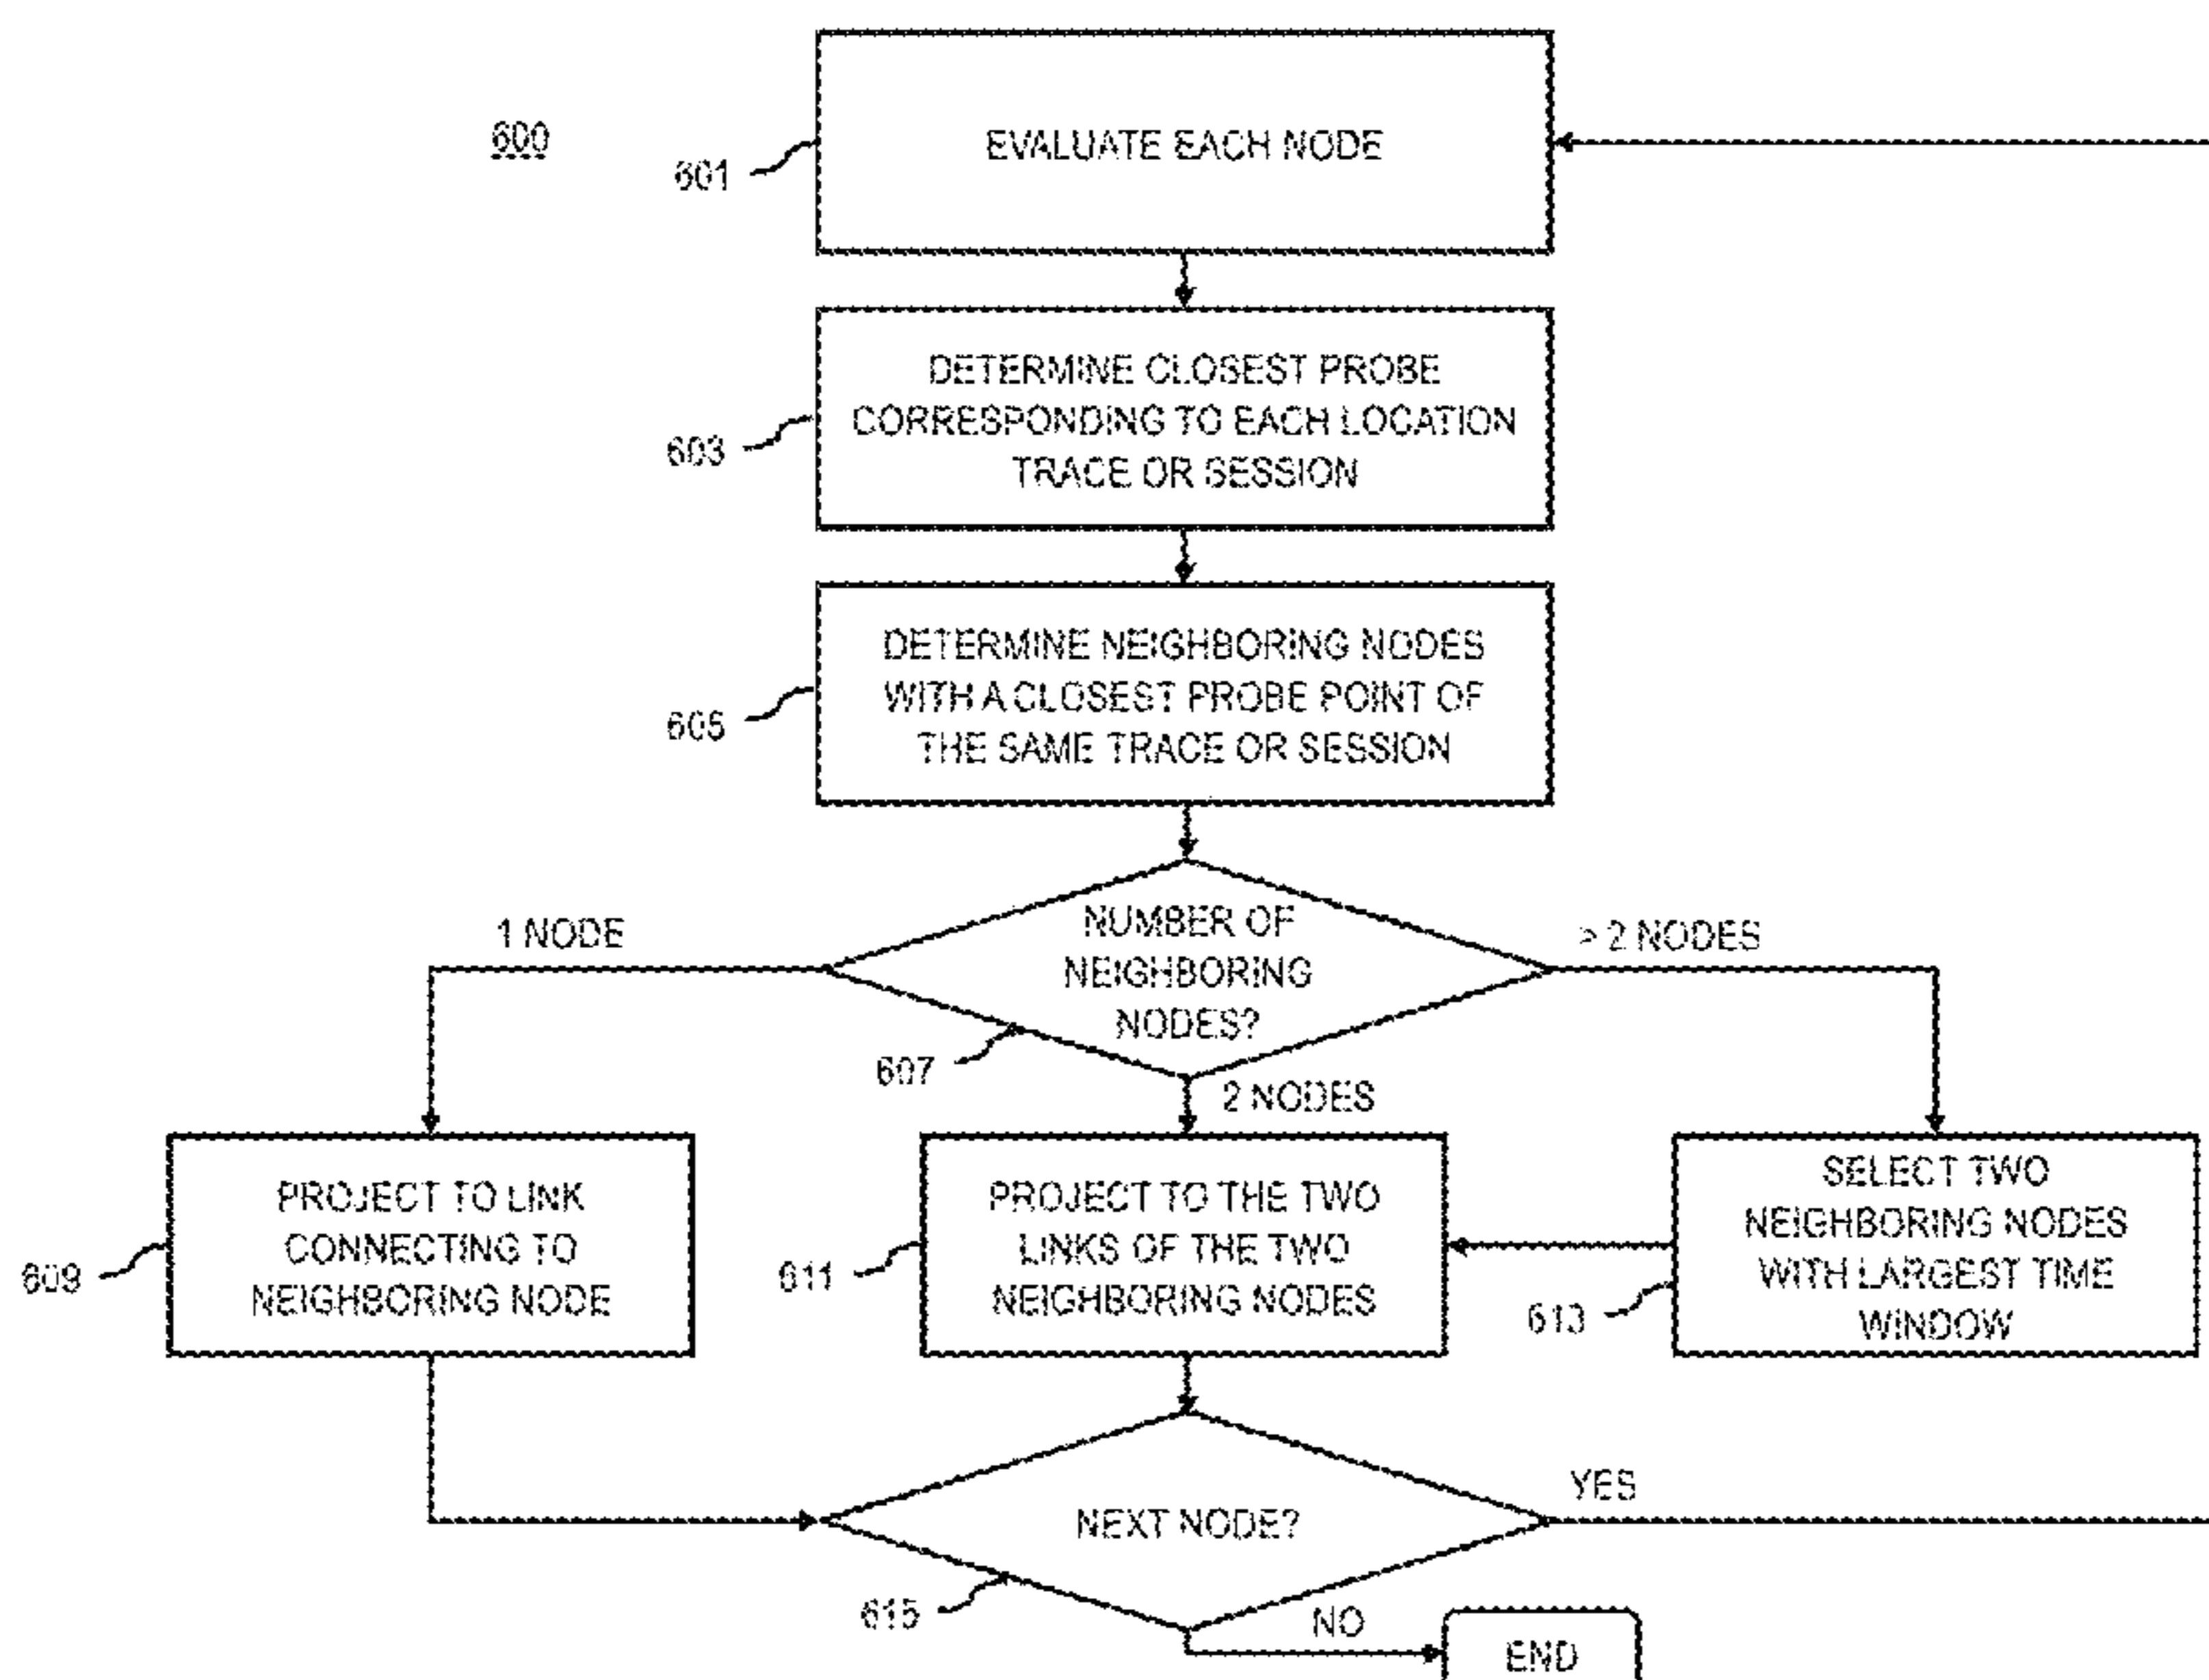 600
601
EVALUATE EACH NODE
603
DETERMINE CLOSEST PROBE
CORRESPONDING TO EACH LOCATION
TRACE OR SESSION
605
DETERMINE NEIGHBORING NODES
WITH A CLOSEST PROBE POINT OF
THE SAME TRACE OR SESSION
1 NODE
NUMBER OF
NEIGHBORING
NODES?
> 2 NODES
607
2 NODES
609
PROJECT TO LINK
CONNECTING TO
NEIGHBORING NODE
611
PROJECT TO THE TWO
LINKS OF THE TWO
NEIGHBORING NODES
613
SELECT TWO
NEIGHBORING NODES
WITH LARGEST TIME
WINDOW
NEXT NODE?
YES
615
NO
END